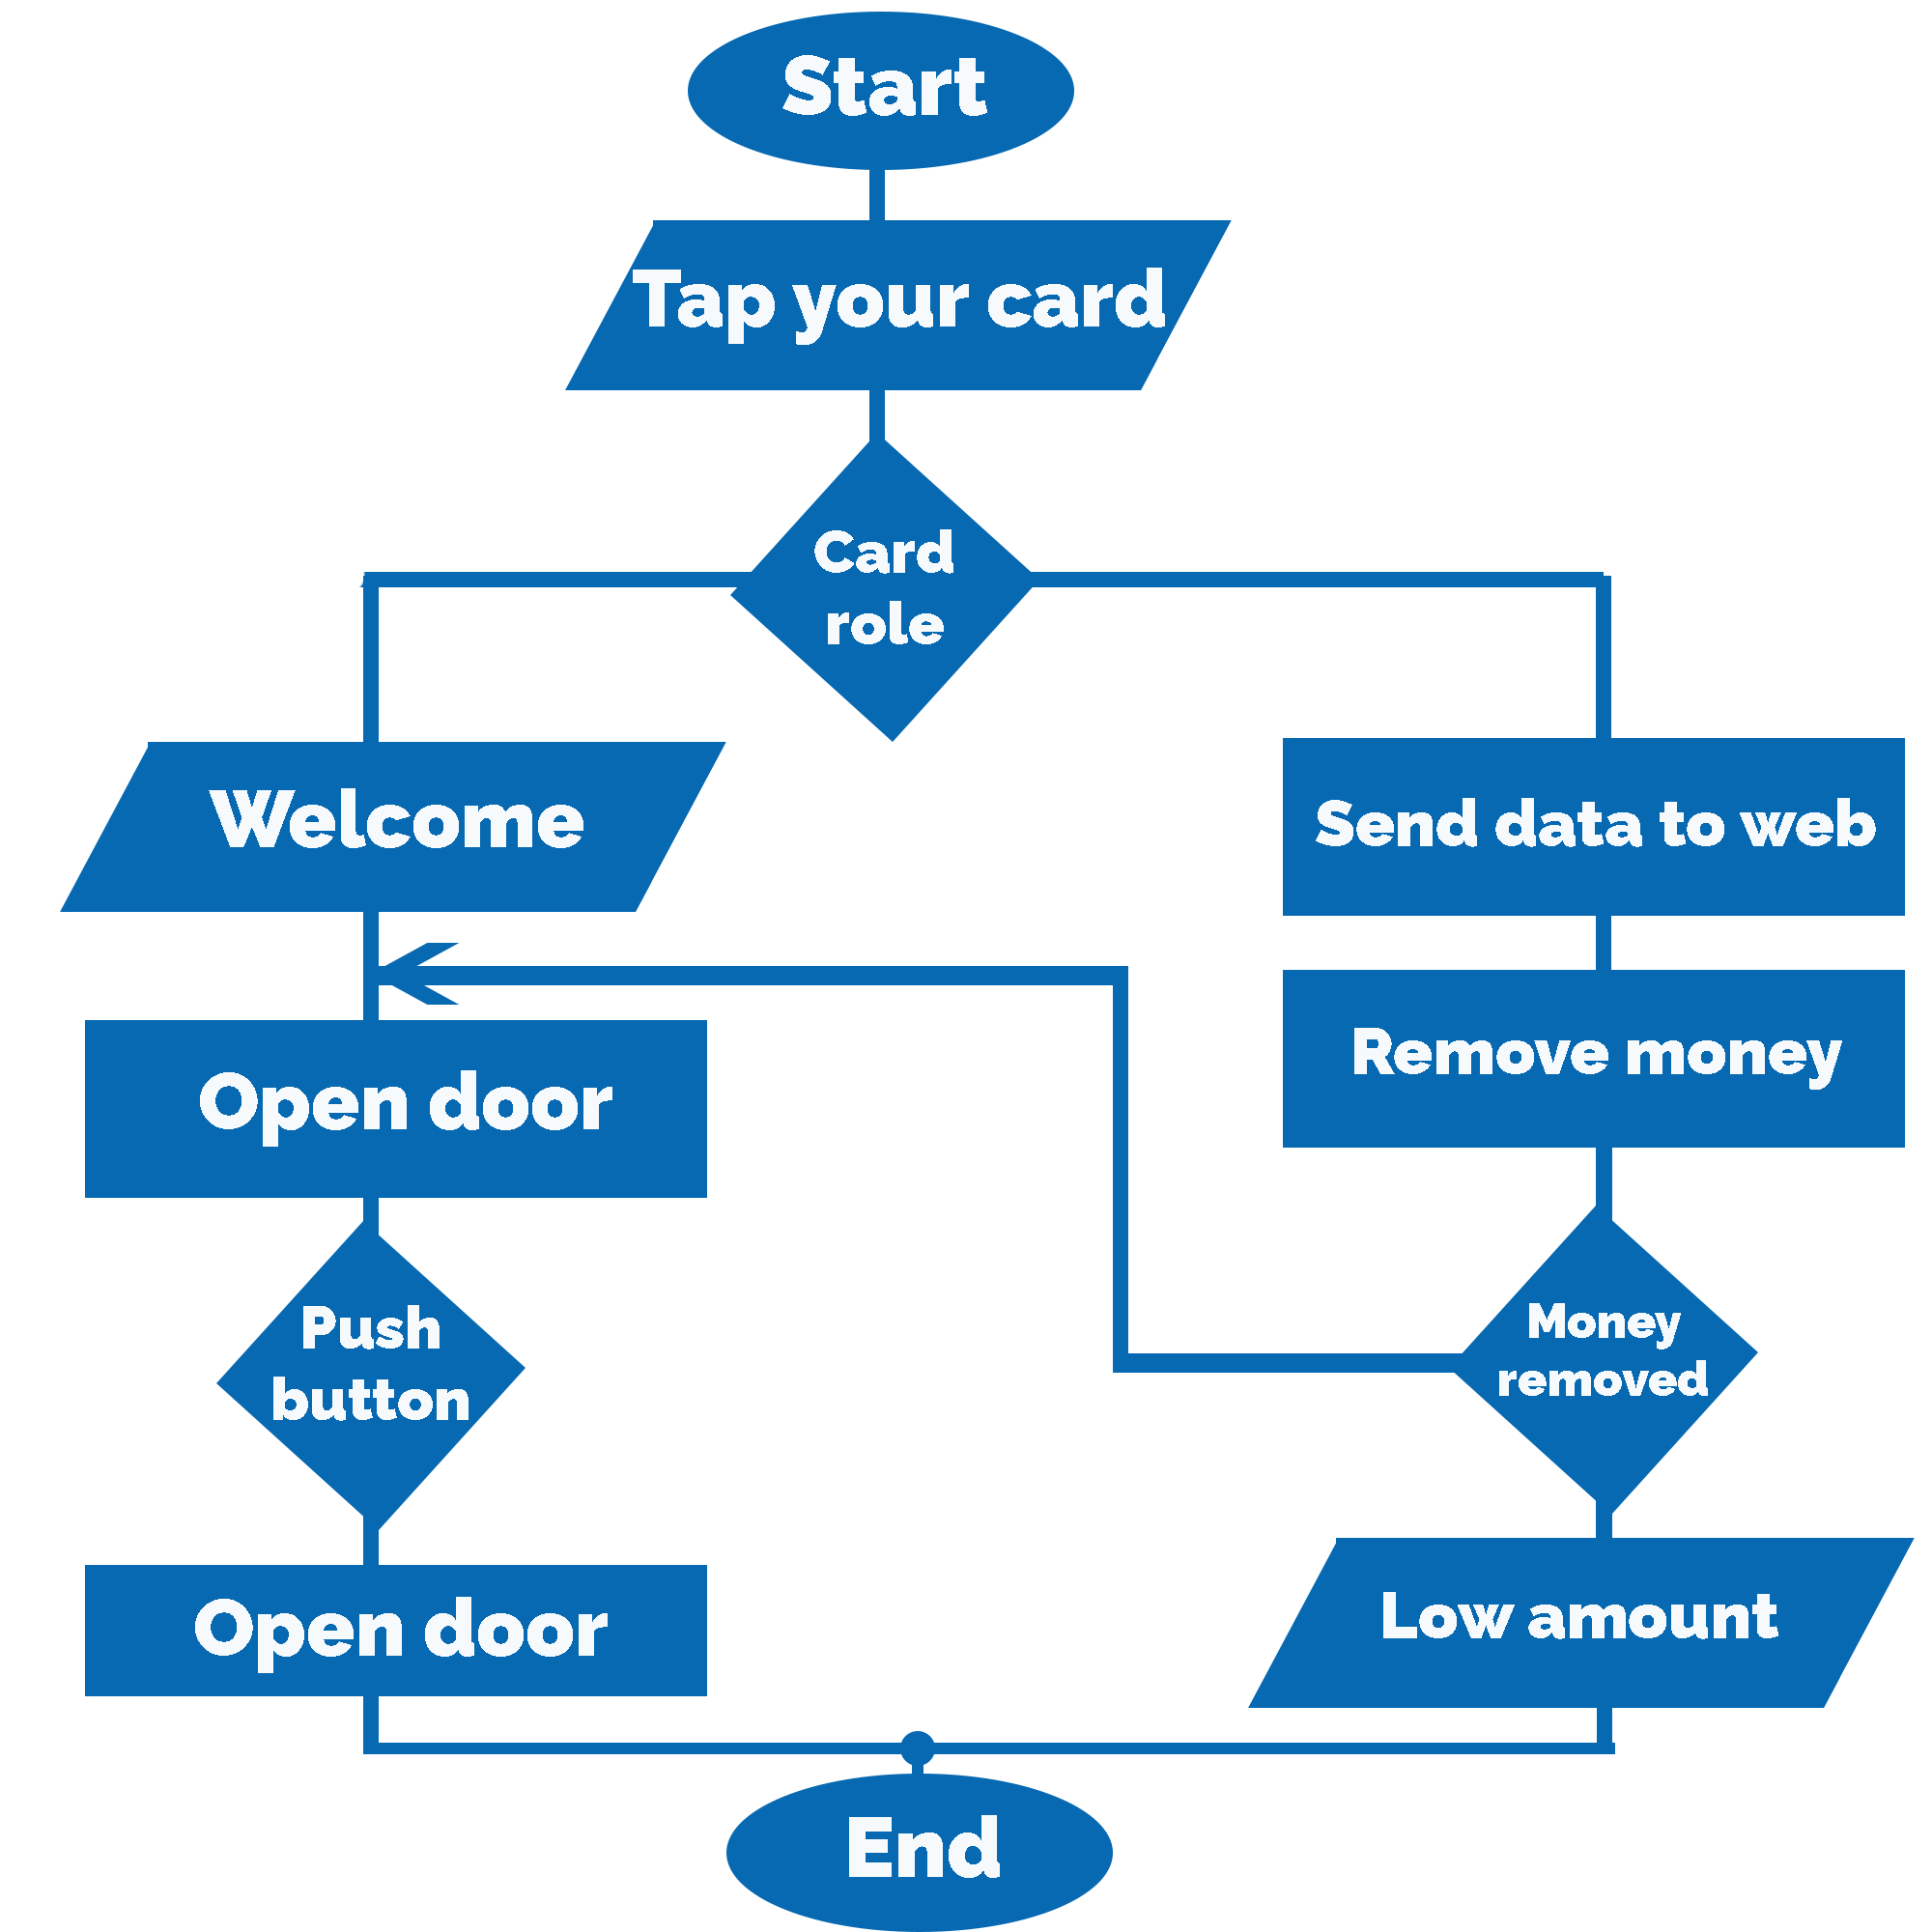 Start
Tap your card
Card
role
Welcome
Send data to web
Open door
Remove money
Push
button
Money
removed
Open door
Low amount
End